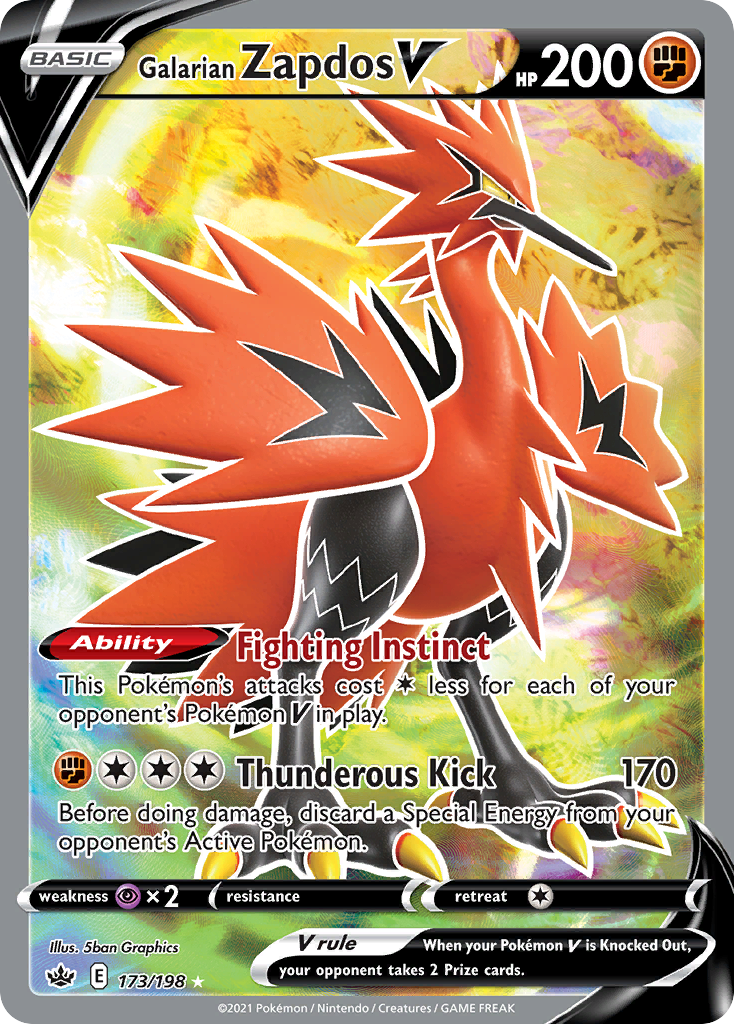 BASIC
Galarian Zapdos V HP 200
Ability Fighting Instinct
This Pokémon's attacks cost less for each of your
opponent's Pokémon V in play.
Thunderous Kick 170
Before doing damage, discard a Special Energy from your
opponent's Active Pokémon.
weakness ×2 resistance retreat
Illus. 5ban Graphics
V rule When your Pokémon V is Knocked Out,
your opponent takes 2 Prize cards.
E 173/198
©2021 Pokémon / Nintendo / Creatures / GAME FREAK